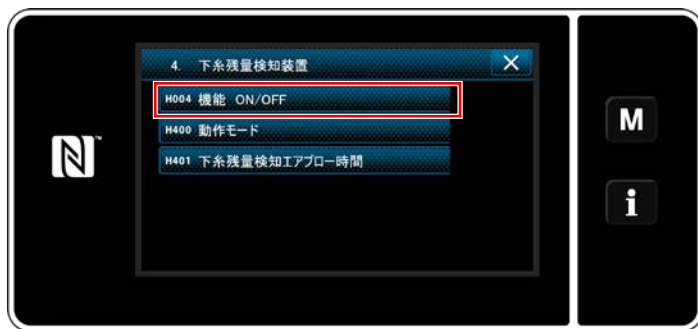 4. 下糸残量検知装置
H004 機能 ON/OFF
H400 動作モード
H401 下糸残量検知エアブロー時間
M
i